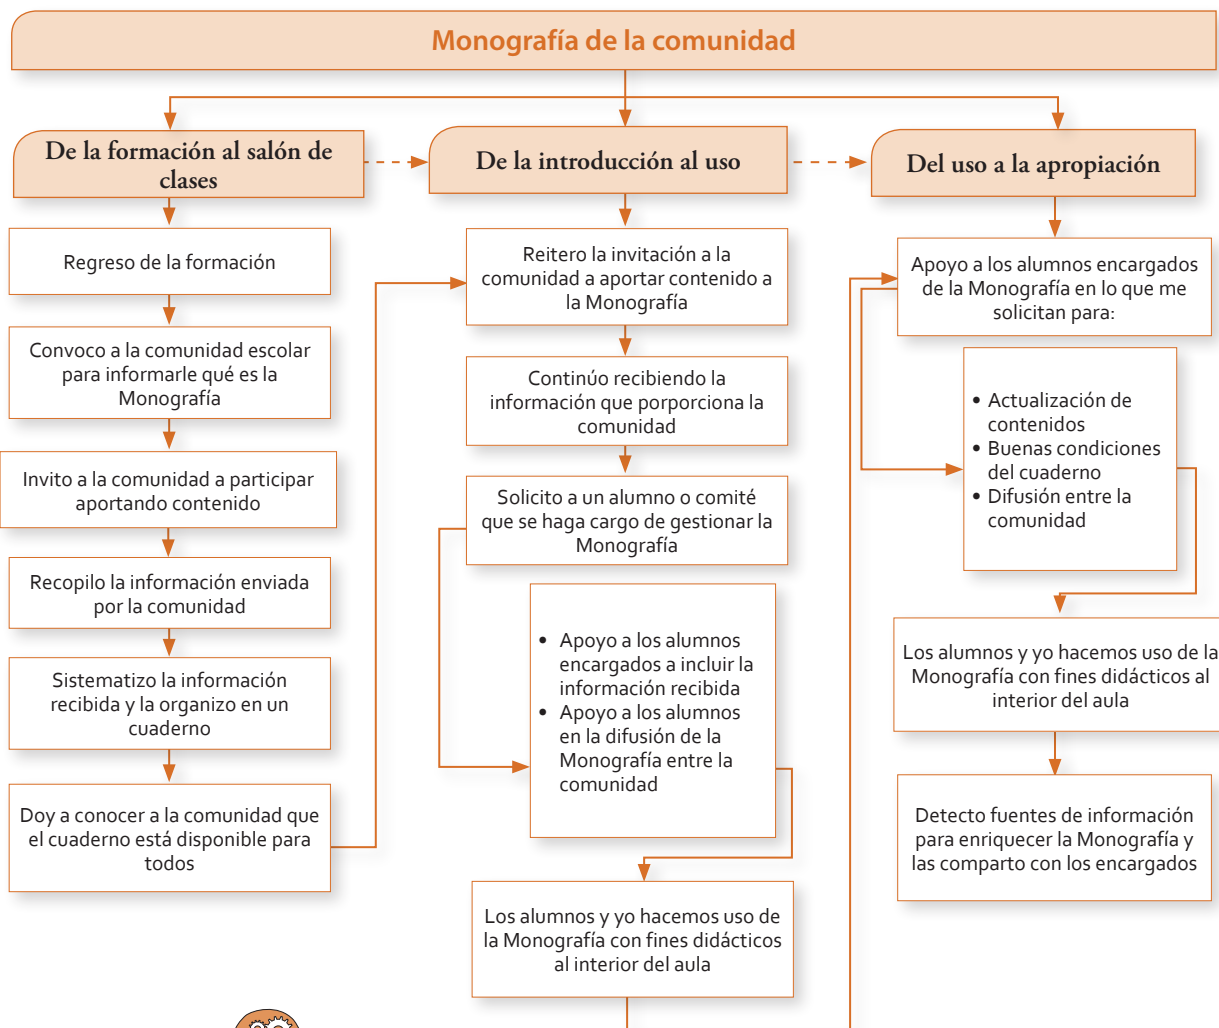 Monografía de la comunidad
De la formación al salón de
clases
Regreso de la formación
Convoco a la comunidad escolar
para informarle qué es la
Monografía
Invito a la comunidad a participar
aportando contenido
Recopilo la información enviada
por la comunidad
Sistematizo la información
recibida y la organizo en un
cuaderno
Doy a conocer a la comunidad que
el cuaderno está disponible para
todos
De la introducción al uso
Reitero la invitación a la
comunidad a aportar contenido a
la Monografía
Continúo recibiendo la
información que porporciona la
comunidad
Solicito a un alumno o comité
que se haga cargo de gestionar la
Monografía
• Apoyo a los alumnos
encargados a incluir la
información recibida
• Apoyo a los alumnos
en la difusión de la
Monografía entre la
comunidad
Los alumnos y yo hacemos uso de
la Monografía con fines didácticos
al interior del aula
Del uso a la apropiación
Apoyo a los alumnos encargados
de la Monografía en lo que me
solicitan para:
• Actualización de
contenidos
• Buenas condiciones
del cuaderno
• Difusión entre la
comunidad
Los alumnos y yo hacemos uso de la
Monografía con fines didácticos al
interior del aula
Detecto fuentes de información
para enriquecer la Monografía y
las comparto con los encargados